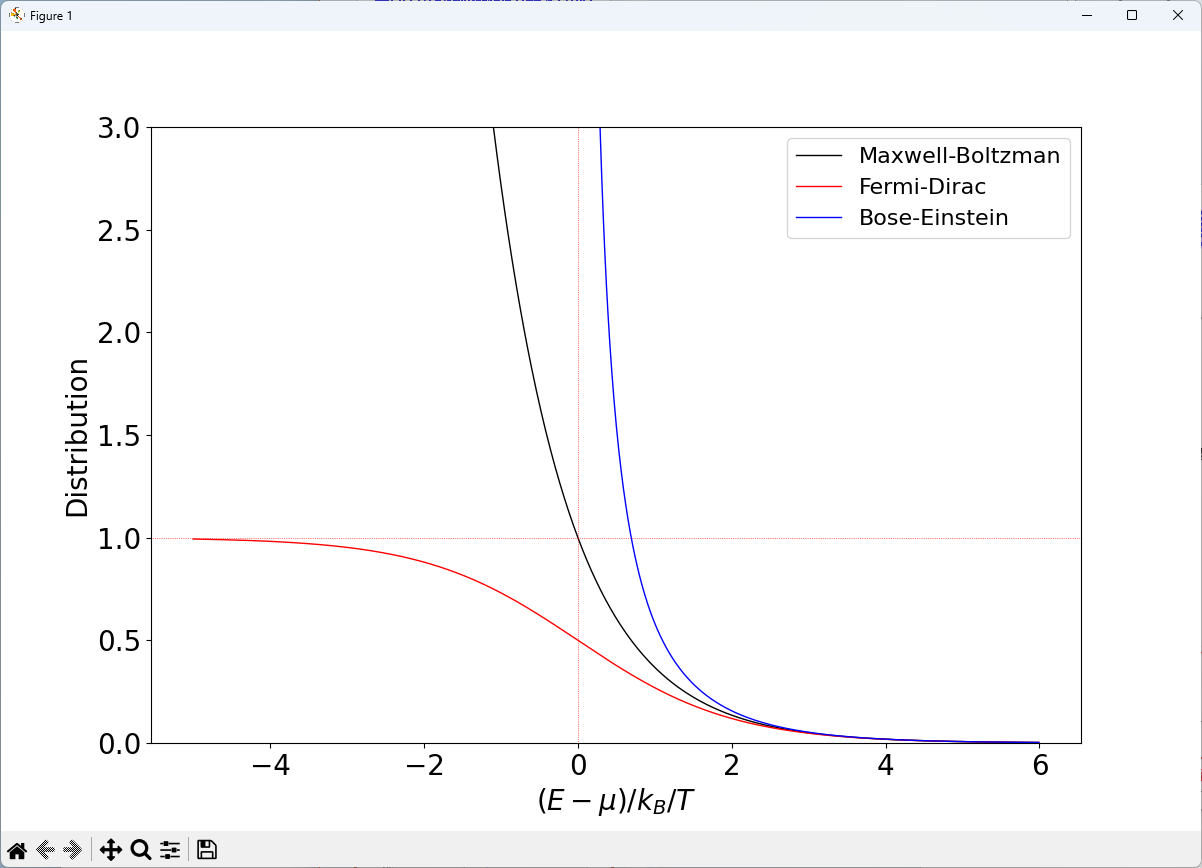 Figure 1
3.0
2.5
2.0
1.5
1.0
0.5
0.0
Distribution
Maxwell-Boltzman
Fermi-Dirac
Bose-Einstein
−4 −2 0 2 4 6
(E − μ)/k_B/T